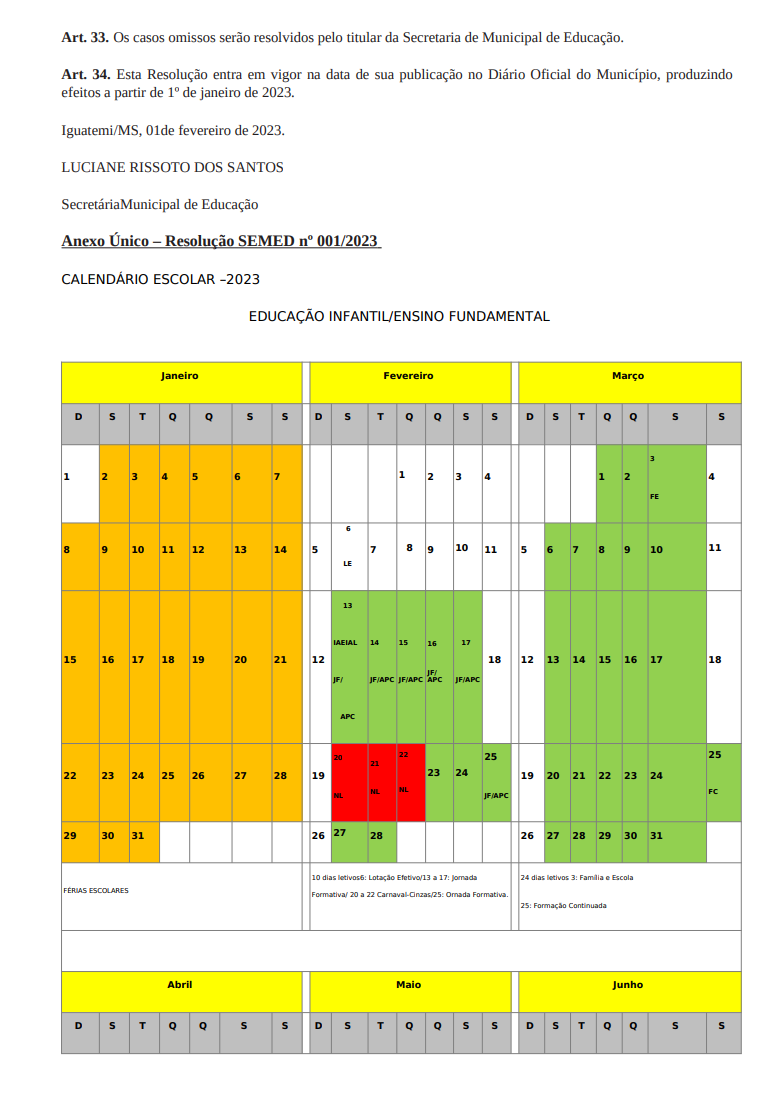 Art. 33. Os casos omissos serão resolvidos pelo titular da Secretaria de Municipal de Educação.
Art. 34. Esta Resolução entra em vigor na data de sua publicação no Diário Oficial do Município, produzindo
efeitos a partir de 1º de janeiro de 2023.
Iguatemi/MS, 01de fevereiro de 2023.
LUCIANE RISSOTO DOS SANTOS
SecretáriaMunicipal de Educação
Anexo Único – Resolução SEMED nº 001/2023
CALENDÁRIO ESCOLAR –2023
EDUCAÇÃO INFANTIL/ENSINO FUNDAMENTAL
Janeiro Fevereiro Março
D S T Q Q S S D S T Q Q S S D S T Q Q S S
1 2 3 4 5 6 7 1 2 3 4 1 2 3 FE 4
8 9 10 11 12 13 14 5 6 LE 7 8 9 10 11 5 6 7 8 9 10 11
15 16 17 18 19 20 21 12 13 IAEIAL JF/ APC 14 JF/APC 15 JF/APC 16 JF/ APC 17 JF/APC 18 12 13 14 15 16 17 18
22 23 24 25 26 27 28 19 20 NL 21 NL 22 NL 23 24 25 JF/APC 19 20 21 22 23 24 25 FC
29 30 31 26 27 28 26 27 28 29 30 31
FÉRIAS ESCOLARES
10 dias letivos6: Lotação Efetivo/13 a 17: Jornada
Formativa/ 20 a 22 Carnaval-Cinzas/25: Ornada Formativa.
24 dias letivos 3: Família e Escola
25: Formação Continuada
Abril Maio Junho
D S T Q Q S S D S T Q Q S S D S T Q Q S S